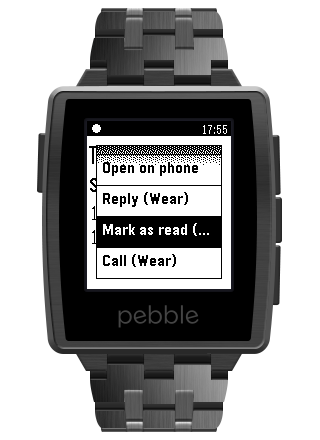 17:55
Open on phone
Reply (Wear)
Mark as read (...
Call (Wear)
pebble